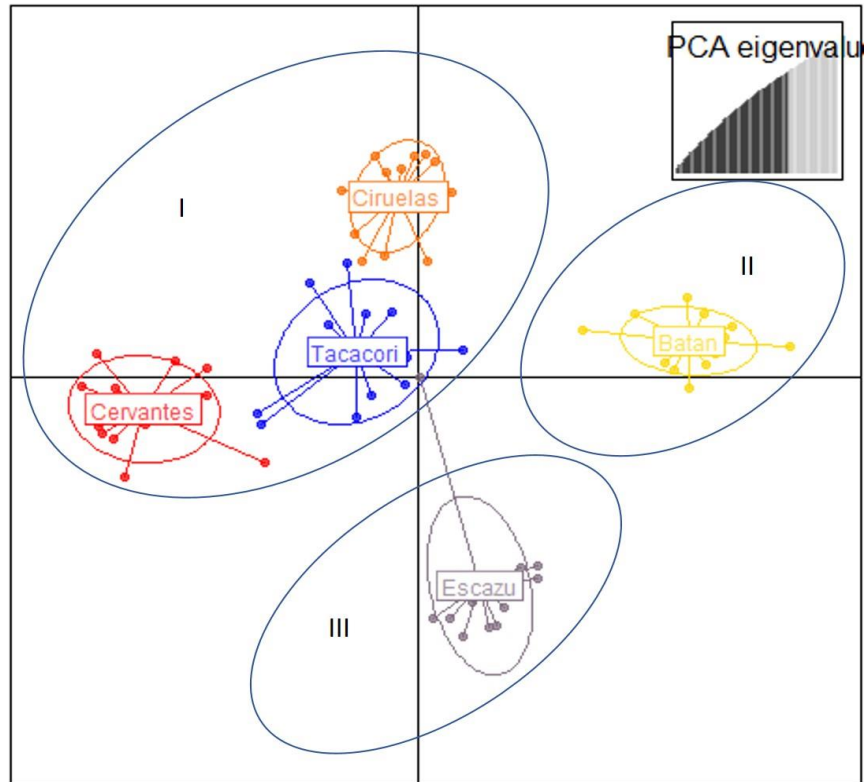 PCA eigenvalu
Ciruelas
I
II
Batan
Tacacori
Cervantes
Escazu
III